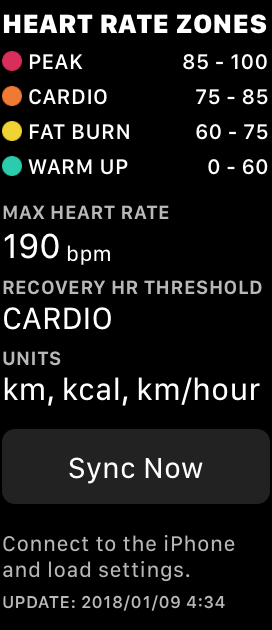 HEART RATE ZONES
PEAK 85 - 100
CARDIO 75 - 85
FAT BURN 60 - 75
WARM UP 0 - 60
MAX HEART RATE
190 bpm
RECOVERY HR THRESHOLD
CARDIO
UNITS
km, kcal, km/hour
Sync Now
Connect to the iPhone
and load settings.
UPDATE: 2018/01/09 4:34